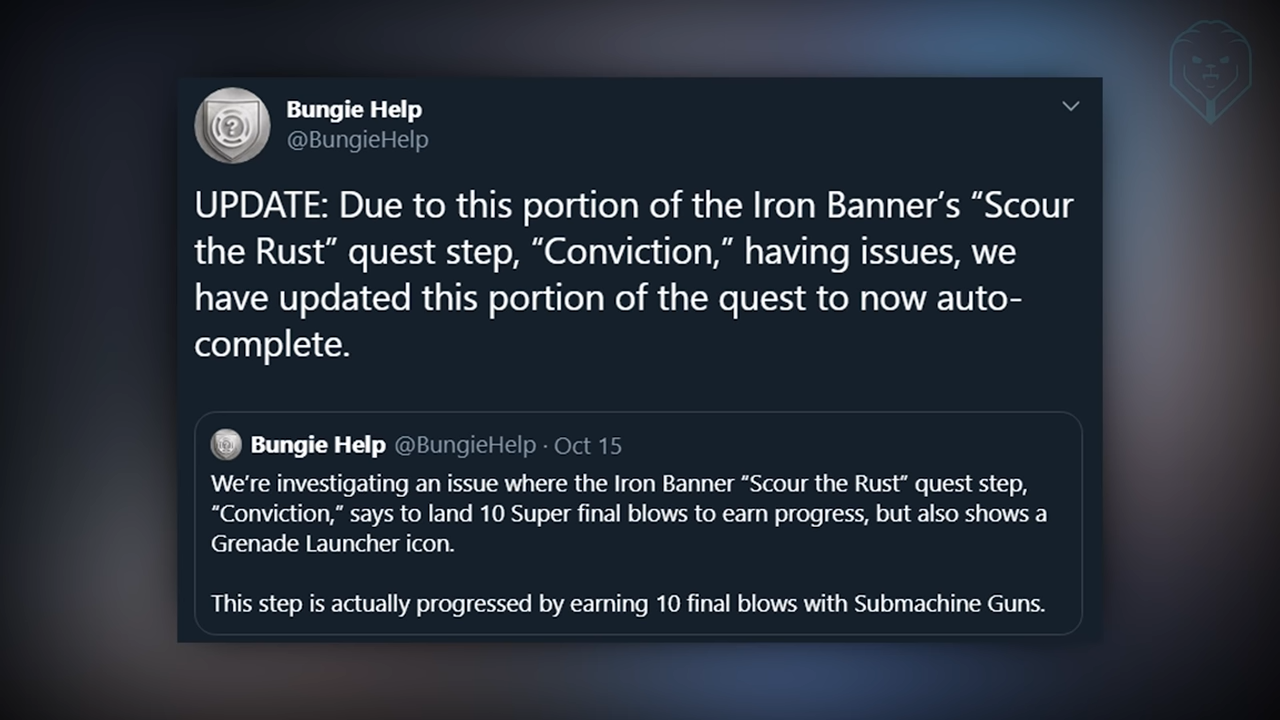 Bungie Help
@BungieHelp
UPDATE: Due to this portion of the Iron Banner’s “Scour
the Rust” quest step, “Conviction,” having issues, we
have updated this portion of the quest to now auto-
complete.
Bungie Help @BungieHelp · Oct 15
We’re investigating an issue where the Iron Banner “Scour the Rust” quest step,
“Conviction,” says to land 10 Super final blows to earn progress, but also shows a
Grenade Launcher icon.
This step is actually progressed by earning 10 final blows with Submachine Guns.